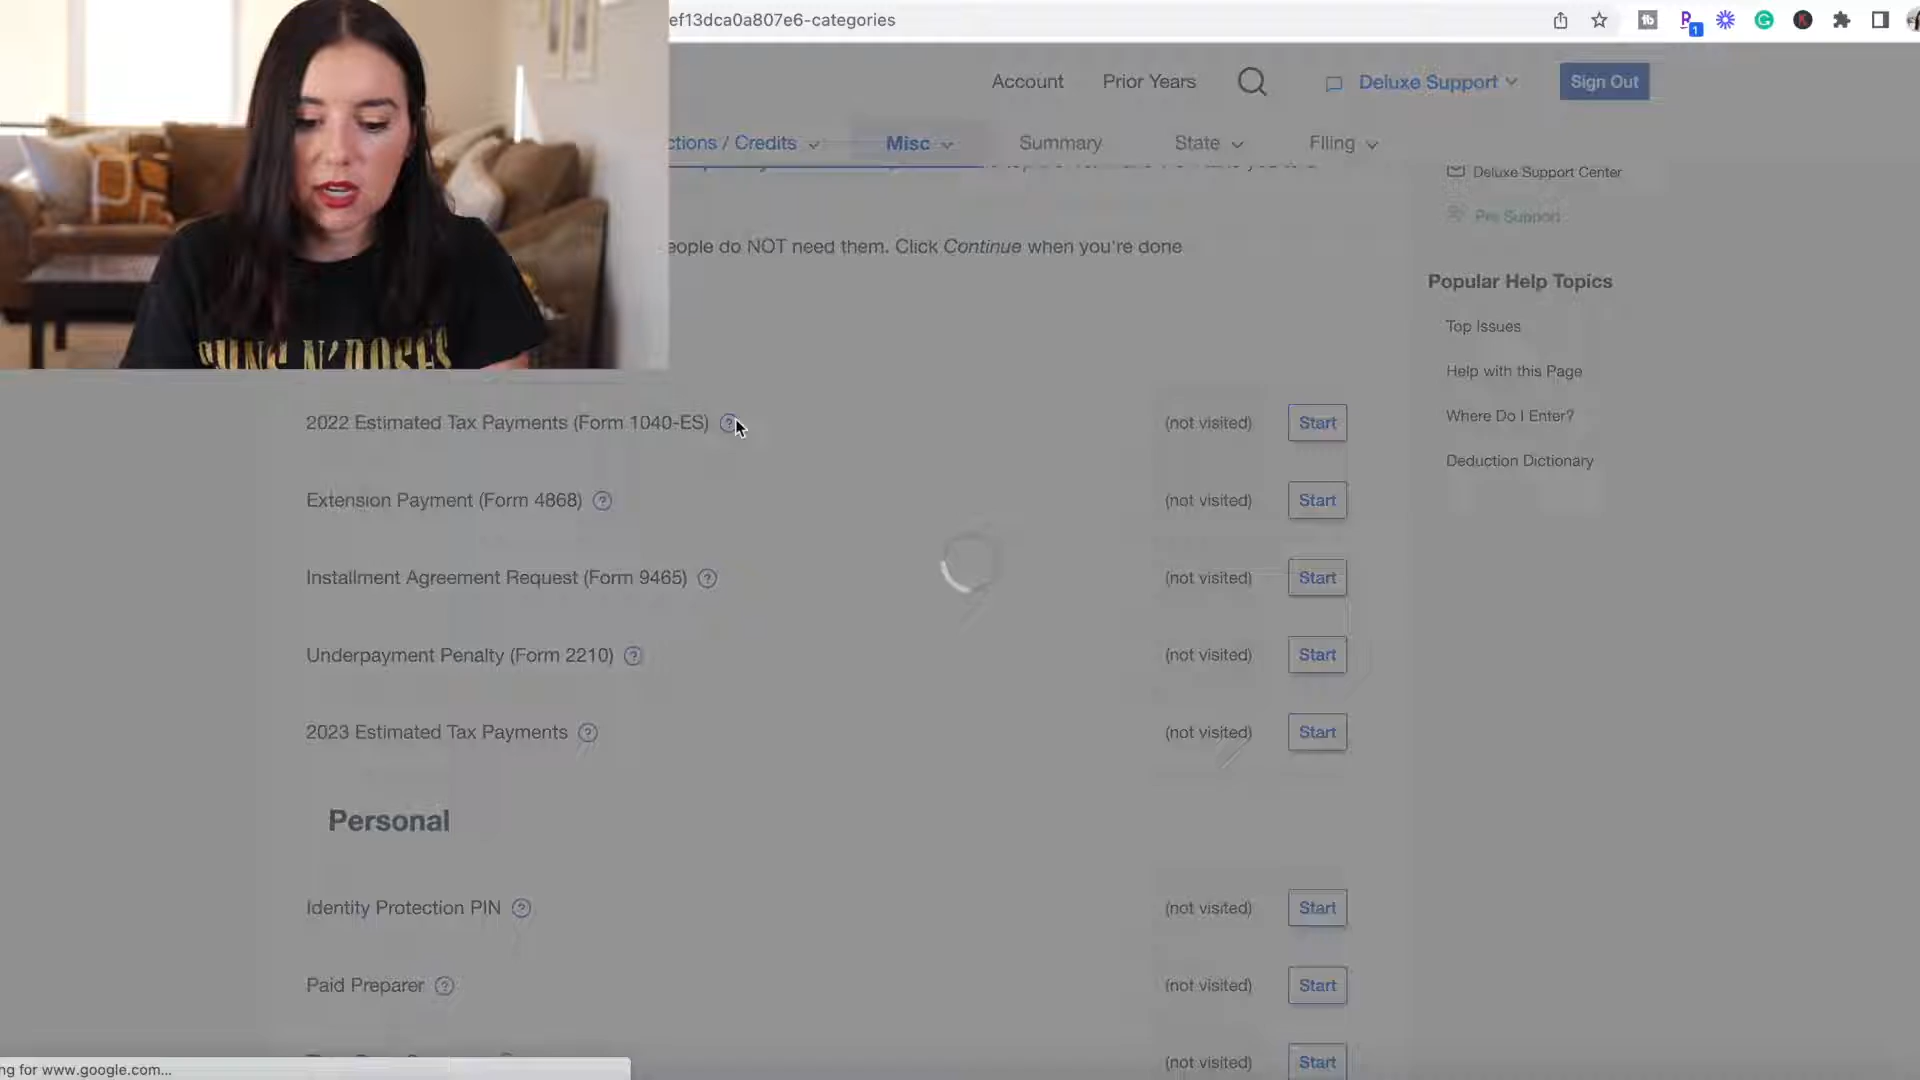 ef13dca0a807e6-categories
Account
Prior Years
Deluxe Support
Sign Out
ctions / Credits
Misc
Summary
State
Filing
Deluxe Support Center
Pro Support
eople do NOT need them. Click Continue when you're done
Popular Help Topics
Top Issues
Help with this Page
Where Do I Enter?
Deduction Dictionary
GUNS N' ROSES
2022 Estimated Tax Payments (Form 1040-ES) ? (not visited) Start
Extension Payment (Form 4868) ? (not visited) Start
Installment Agreement Request (Form 9465) ? (not visited) Start
Underpayment Penalty (Form 2210) ? (not visited) Start
2023 Estimated Tax Payments ? (not visited) Start
Personal
Identity Protection PIN ? (not visited) Start
Paid Preparer ? (not visited) Start
(not visited) Start
ng for www.google.com...